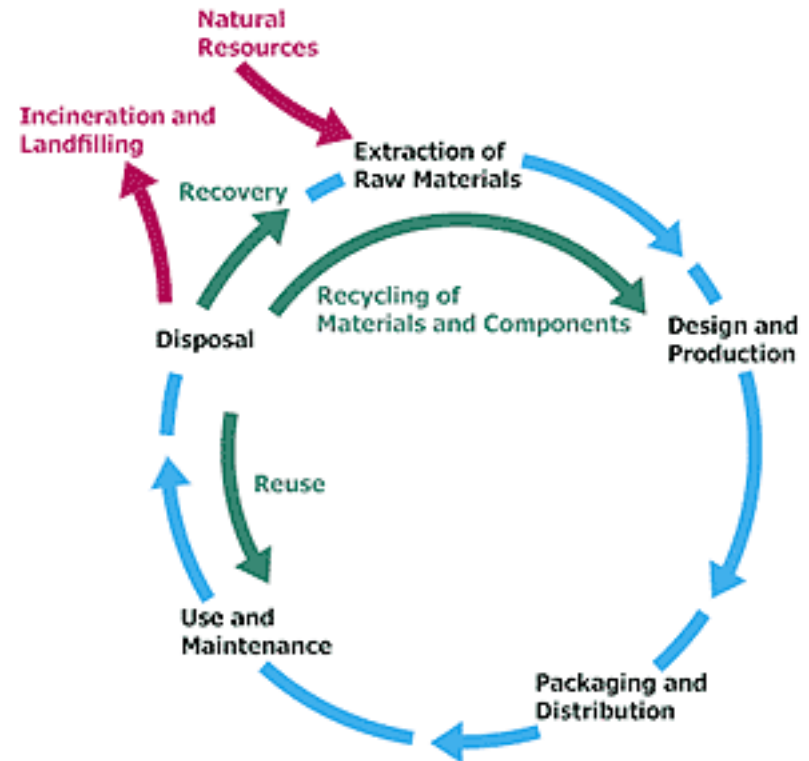 Natural
Resources
Incineration and
Landfilling
Extraction of
Raw Materials
Recovery
Recycling of
Materials and Components
Design and
Production
Disposal
Reuse
Use and
Maintenance
Packaging and
Distribution